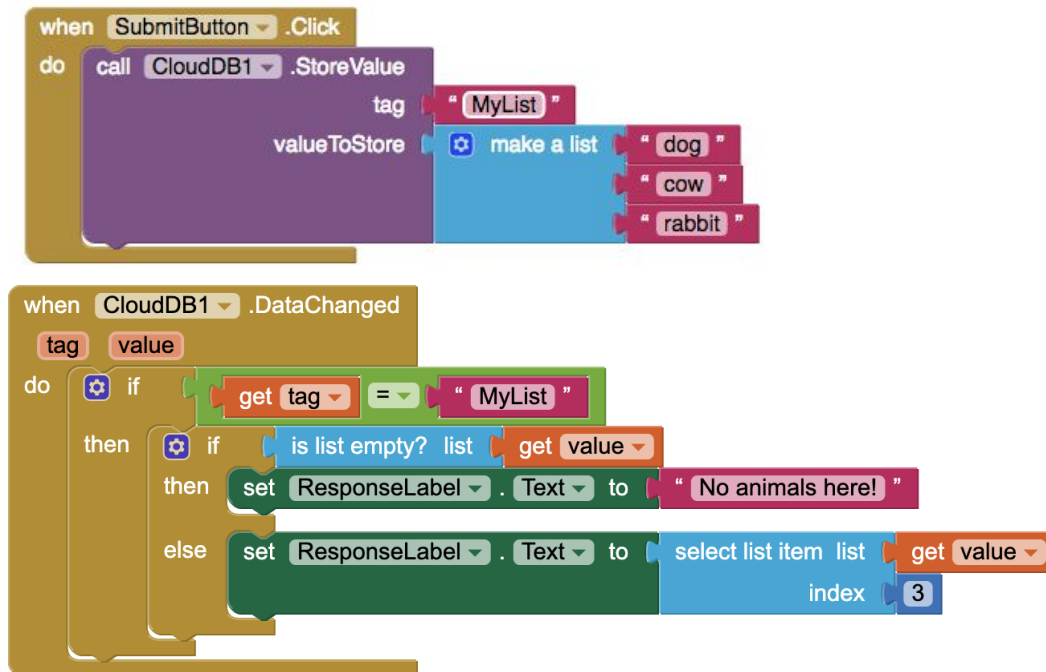 when SubmitButton .Click
do call CloudDB1 .StoreValue
tag " MyList "
valueToStore make a list " dog "
" cow "
" rabbit "
when CloudDB1 .DataChanged
tag value
do if get tag = " MyList "
then if is list empty? list get value
then set ResponseLabel . Text to " No animals here! "
else set ResponseLabel . Text to select list item list get value
index 3